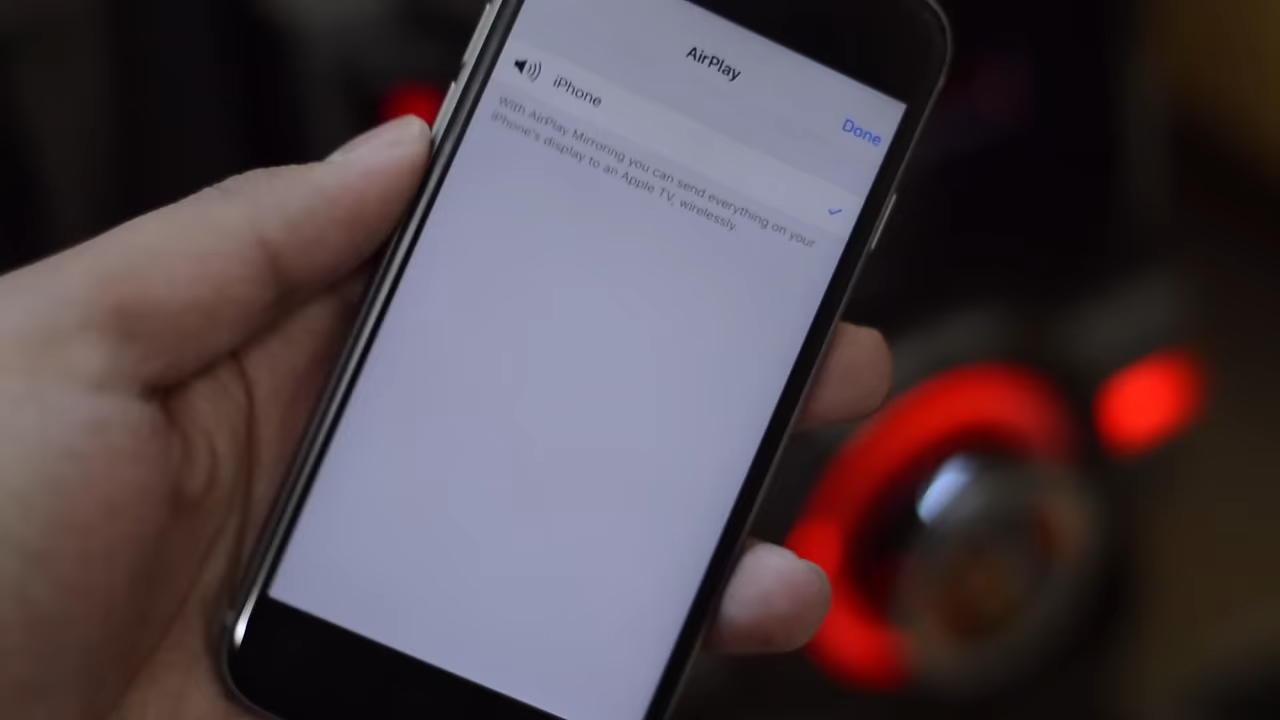 AirPlay
Done
iPhone
With AirPlay Mirroring you can send everything on your
iPhone's display to an Apple TV, wirelessly.